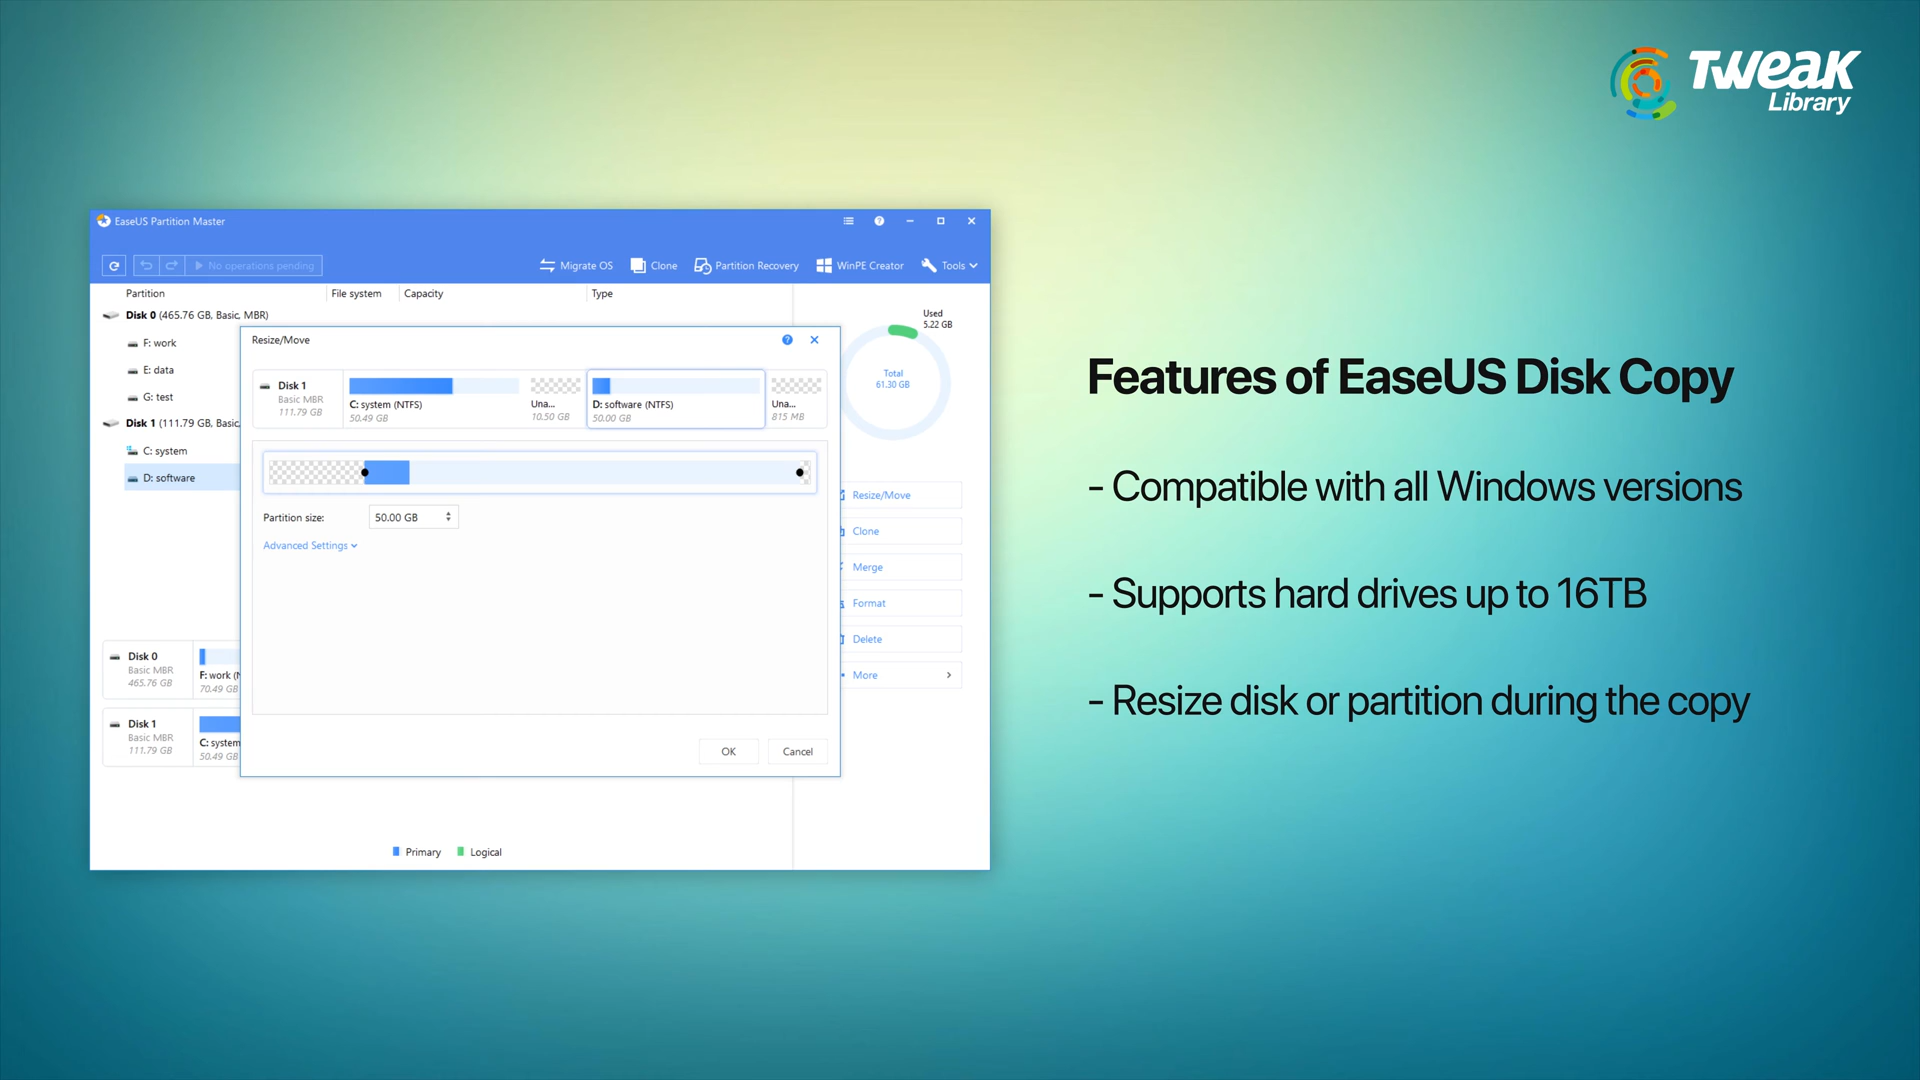 TWEAK
Library
EaseUS Partition Master
No operations pending
Migrate OS
Clone
Partition Recovery
WinPE Creator
Tools
Partition
File system
Capacity
Type
Disk 0 (465.76 GB, Basic, MBR)
F: work
E: data
G: test
Disk 1 (111.79 GB, Basic,
C: system
D: software
Resize/Move
Disk 1
Basic MBR
111.79 GB
C: system (NTFS)
50.49 GB
Una...
10.50 GB
D: software (NTFS)
50.00 GB
Una...
815 MB
Partition size:
50.00 GB
Advanced Settings
OK
Cancel
Used
5.22 GB
Total
61.30 GB
Resize/Move
Clone
Merge
Format
Delete
More
Disk 0
Basic MBR
465.76 GB
F: work (
70.49 GB
Disk 1
Basic MBR
111.79 GB
C: system
50.49 GB
Primary
Logical
Features of EaseUS Disk Copy
- Compatible with all Windows versions
- Supports hard drives up to 16TB
- Resize disk or partition during the copy